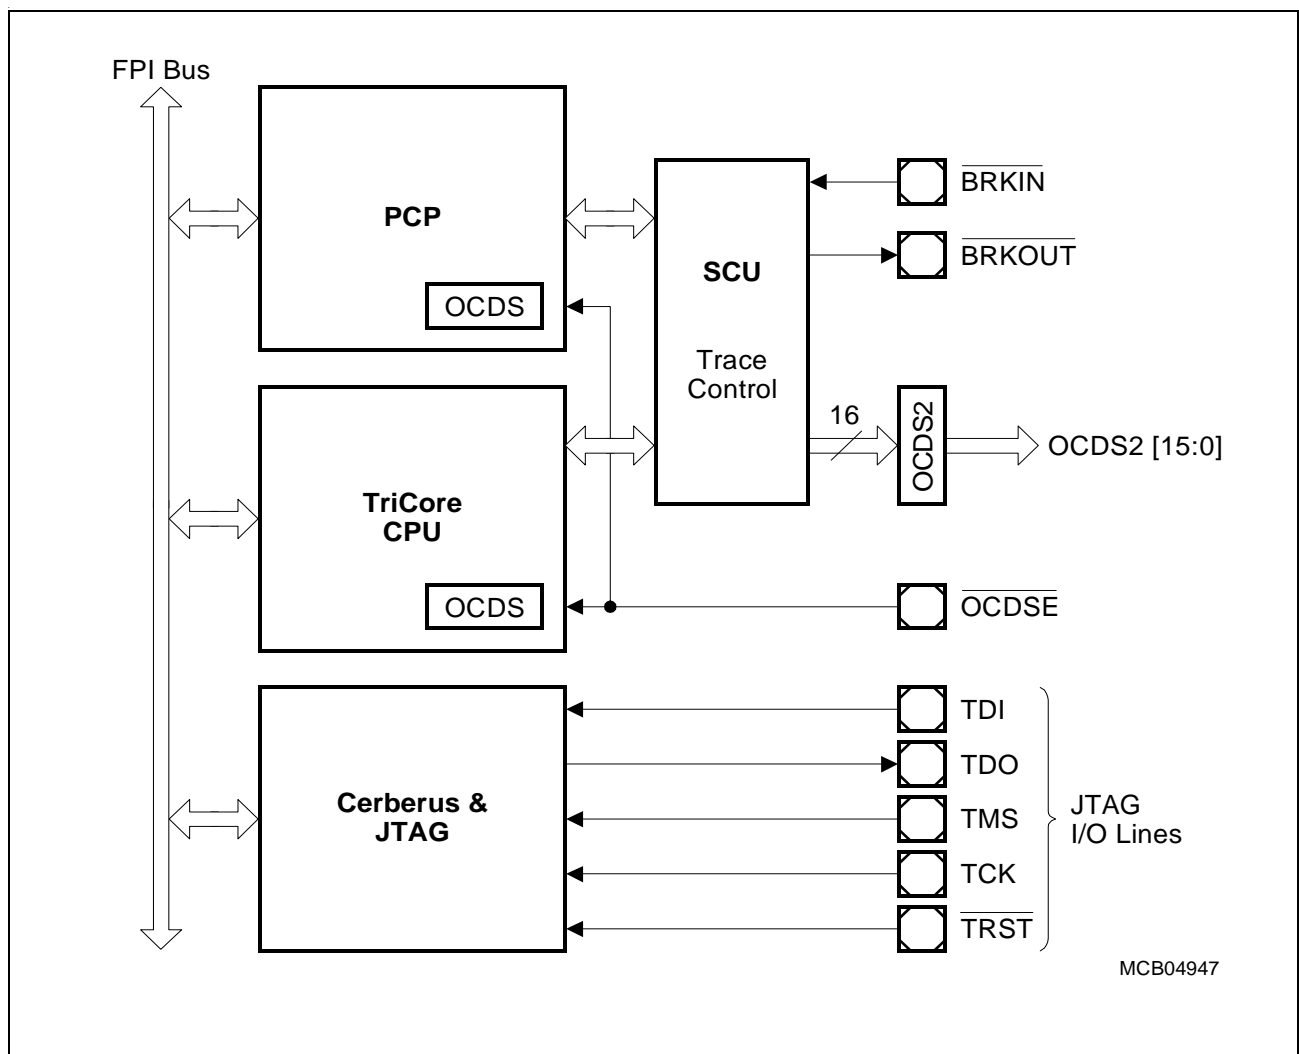 FPI Bus
PCP
OCDS
SCU
Trace
Control
BRKIN
BRKOUT
16
OCDS2
OCDS2 [15:0]
TriCore
CPU
OCDS
OCDSE
Cerberus &
JTAG
TDI
TDO
TMS
TCK
TRST
JTAG
I/O Lines
MCB04947